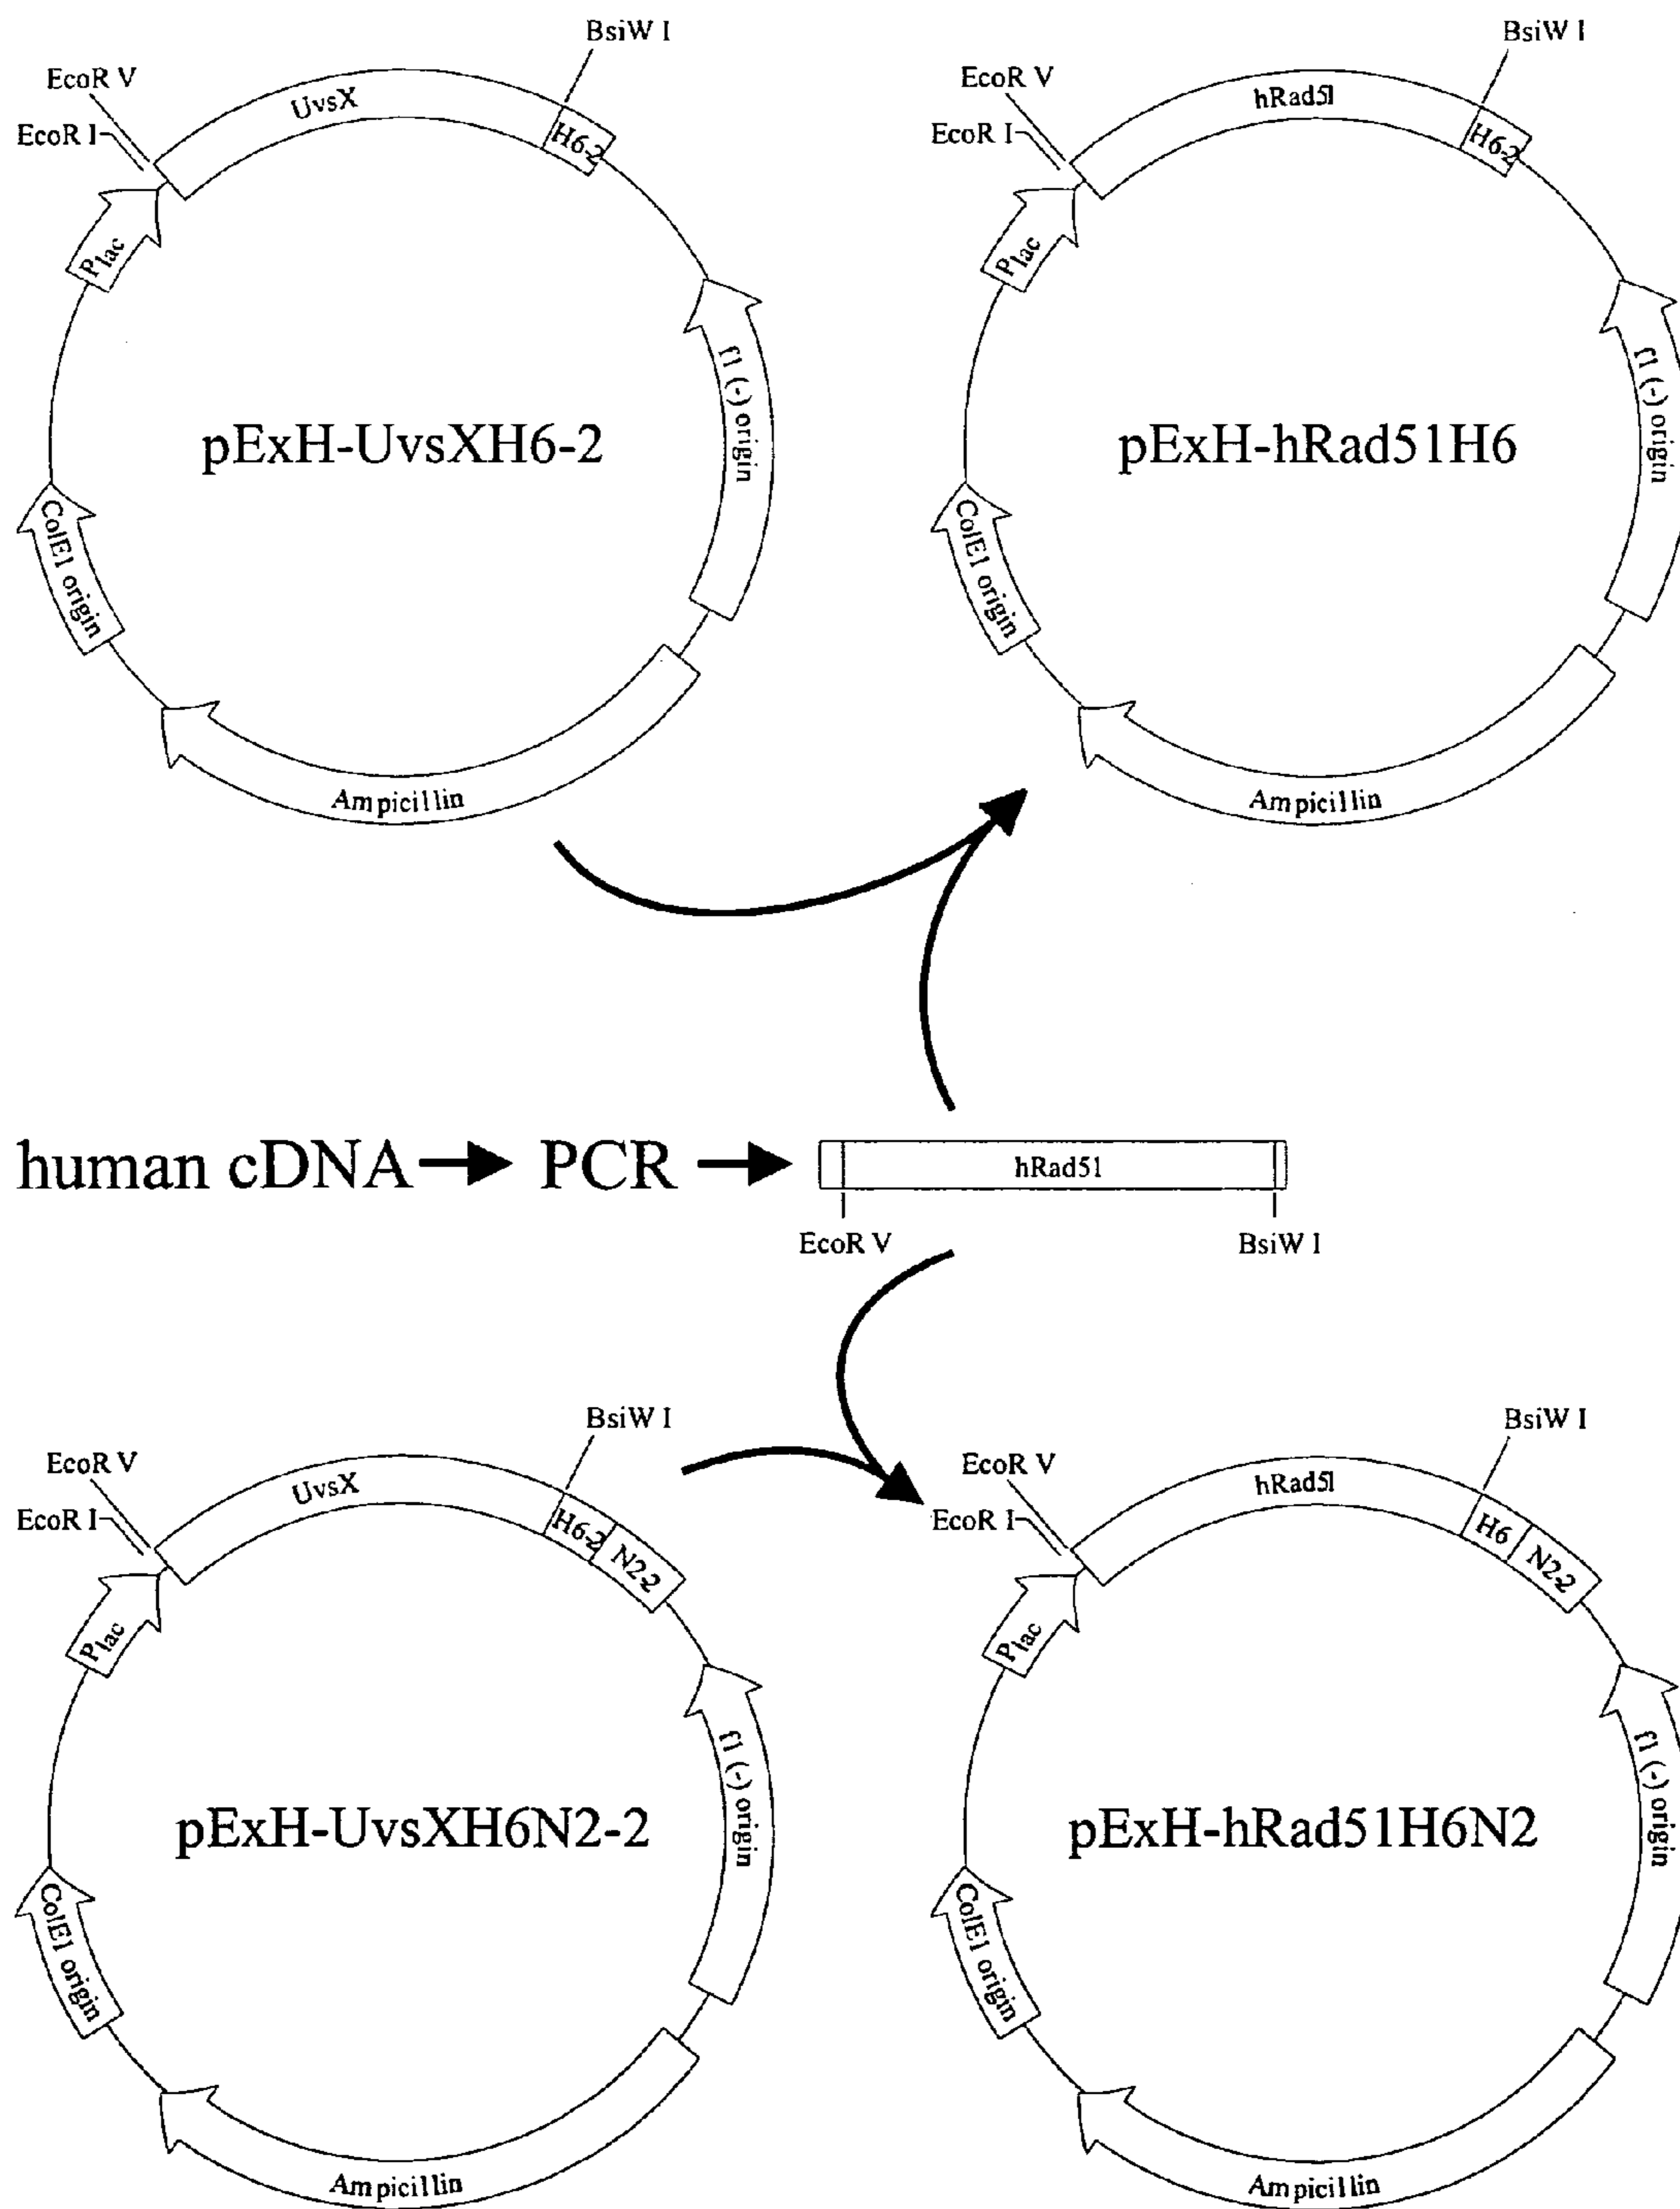 BsiW I
EcoR V
EcoR I
UvsX
H6-2
Plac
f1 (-) origin
pExH-UvsXH6-2
ColE1 origin
Ampicillin
BsiW I
EcoR V
EcoR I
hRad51
H6-2
Plac
f1 (-) origin
pExH-hRad51H6
ColE1 origin
Ampicillin
human cDNA PCR hRad51
EcoR V BsiW I
BsiW I
EcoR V
EcoR I
UvsX
H6-2
N2-2
Plac
f1 (-) origin
pExH-UvsXH6N2-2
ColE1 origin
Ampicillin
BsiW I
EcoR V
EcoR I
hRad51
H6
N2-2
Plac
f1 (-) origin
pExH-hRad51H6N2
ColE1 origin
Ampicillin